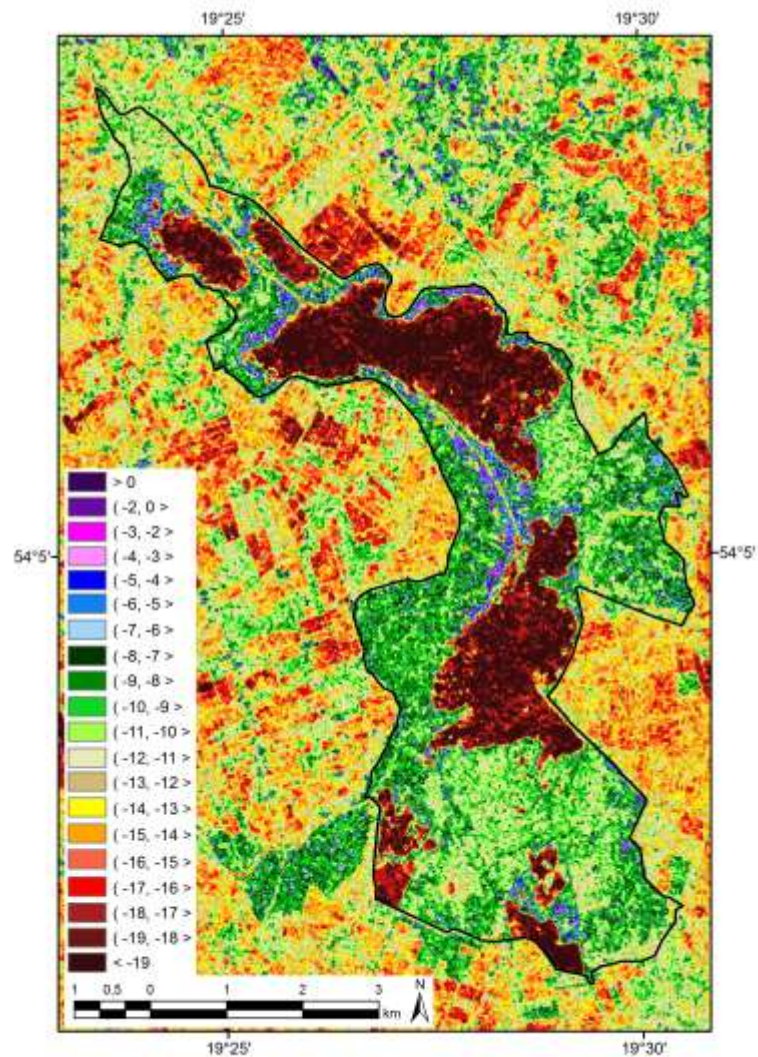 19°25' 19°30'
> 0
( -2, 0 >
( -3, -2 >
( -4, -3 >
( -5, -4 >
54°5' 54°5'
( -6, -5 >
( -7, -6 >
( -8, -7 >
( -9, -8 >
( -10, -9 >
( -11, -10 >
( -12, -11 >
( -13, -12 >
( -14, -13 >
( -15, -14 >
( -16, -15 >
( -17, -16 >
( -18, -17 >
( -19, -18 >
< -19
1 0,5 0 1 2 3 N
km
19°25' 19°30'